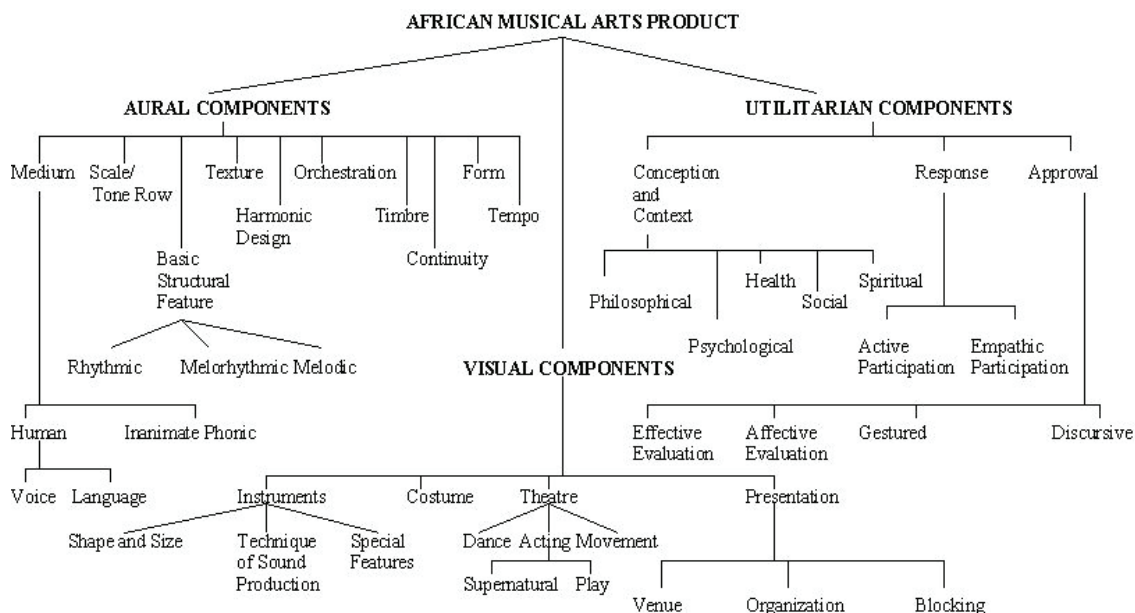 AFRICAN MUSICAL ARTS PRODUCT
AURAL COMPONENTS
UTILITARIAN COMPONENTS
Medium
Scale/
Tone Row
Texture
Orchestration
Form
Harmonic
Design
Timbre
Tempo
Continuity
Basic
Structural
Feature
Rhythmic
Melorhythmic
Melodic
Human
Inanimate Phonic
Voice
Language
Conception
and
Context
Response
Approval
Philosophical
Health
Social
Spiritual
Psychological
Active
Participation
Empathic
Participation
Effective
Evaluation
Affective
Evaluation
Gestured
Discursive
VISUAL COMPONENTS
Instruments
Costume
Theatre
Presentation
Shape and Size
Technique
of Sound
Production
Special
Features
Dance
Acting
Movement
Supernatural
Play
Venue
Organization
Blocking